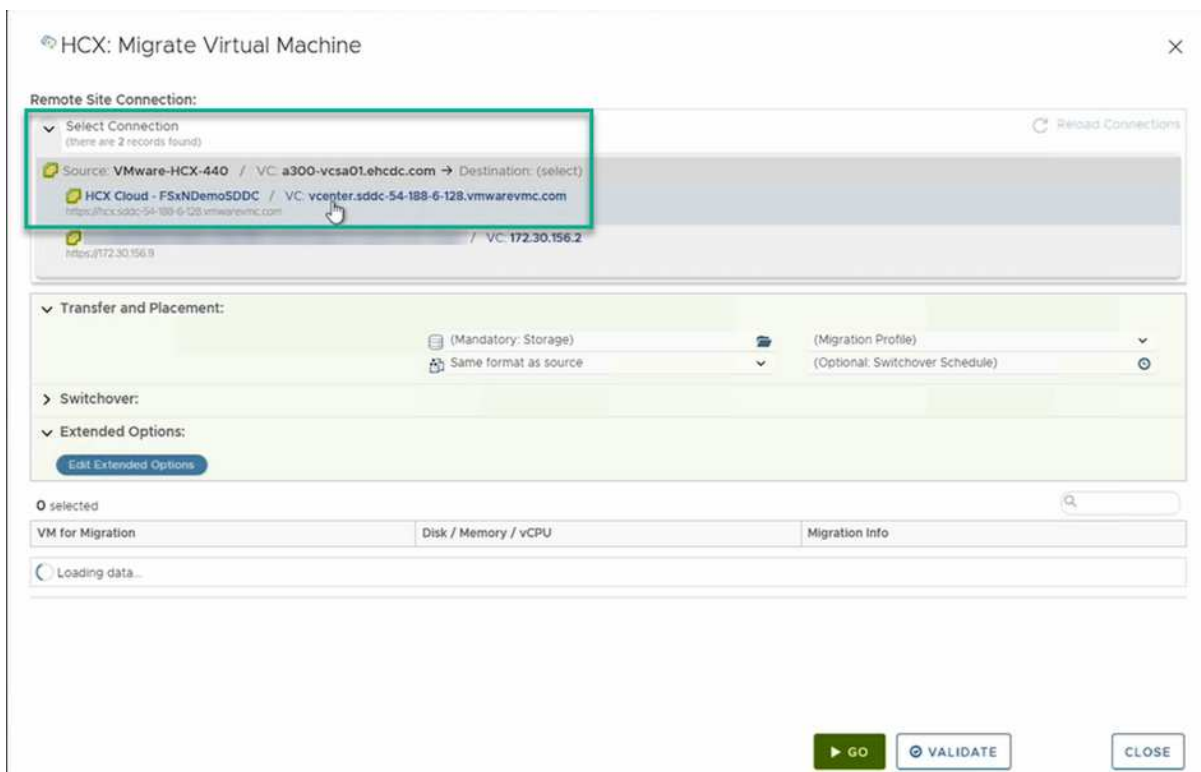 HCX: Migrate Virtual Machine
Remote Site Connection:
Select Connection
(there are 2 records found)
Reload Connections
Source: VMware-HCX-440 / VC: a300-vcsa01.ehcdc.com → Destination: (select)
HCX Cloud - FSxNDemoSDDC / VC: vcenter.sddc-54-188-6-128.vmwarevmc.com
https://hcx.sddc-54-188-6-128.vmwarevmc.com
/ VC: 172.30.156.2
https://172.30.156.9
Transfer and Placement:
(Mandatory: Storage) (Migration Profile)
Same format as source (Optional: Switchover Schedule)
Switchover:
Extended Options:
Edit Extended Options
0 selected
VM for Migration Disk / Memory / vCPU Migration Info
Loading data...
GO VALIDATE CLOSE